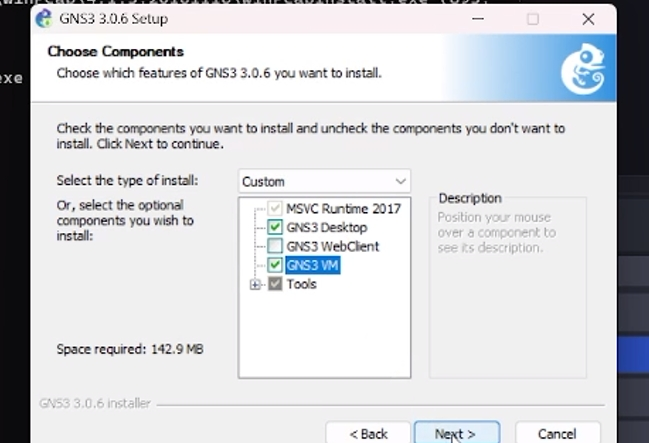 GNS3 3.0.6 Setup
Choose Components
Choose which features of GNS3 3.0.6 you want to install.
exe
Check the components you want to install and uncheck the components you don't want to
install. Click Next to continue.
Select the type of install:
Custom
Or, select the optional
components you wish to
install:
MSVC Runtime 2017
GNS3 Desktop
GNS3 WebClient
GNS3 VM
Tools
Description
Position your mouse
over a component to
see its description.
Space required: 142.9 MB
GNS3 3.0.6 installer
< Back
Next >
Cancel